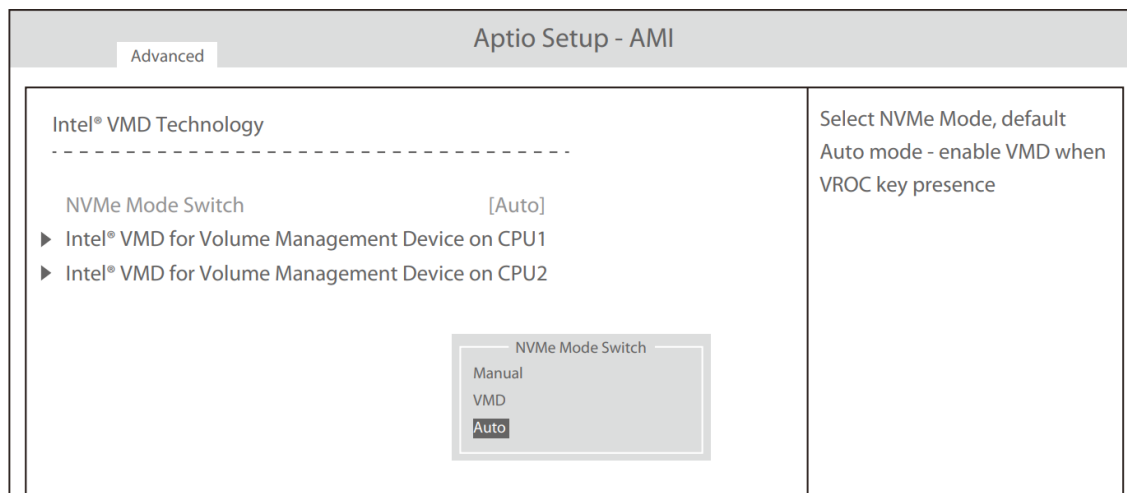 Aptio Setup - AMI
Advanced
Intel® VMD Technology
NVMe Mode Switch [Auto]
Intel® VMD for Volume Management Device on CPU1
Intel® VMD for Volume Management Device on CPU2
NVMe Mode Switch
Manual
VMD
Auto
Select NVMe Mode, default
Auto mode - enable VMD when
VROC key presence